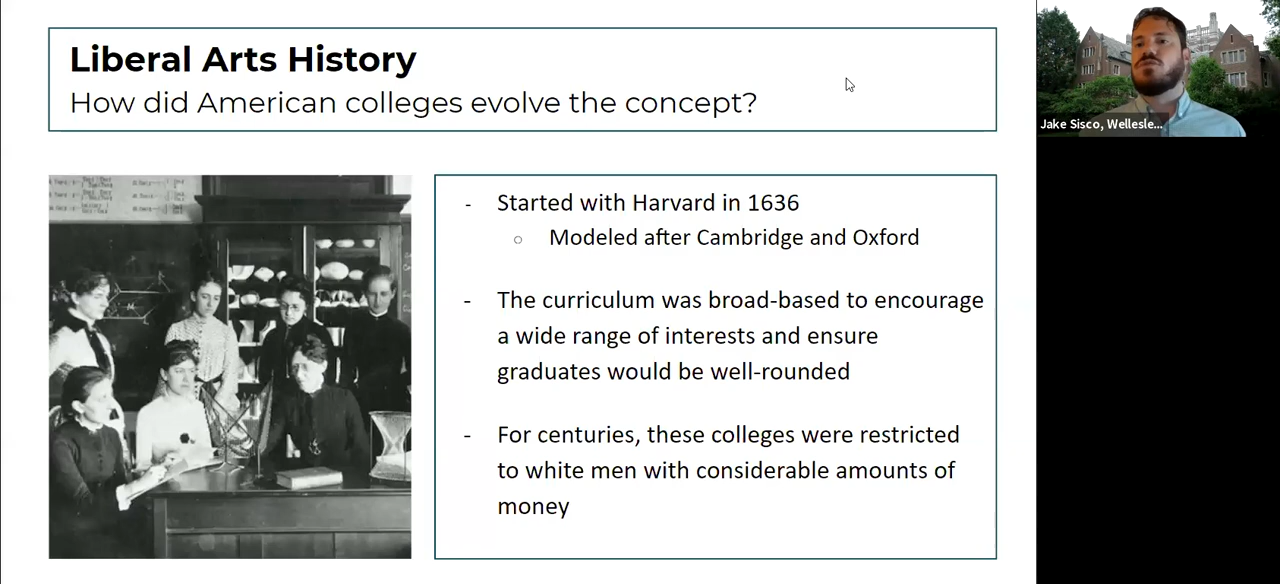 Liberal Arts History
How did American colleges evolve the concept?
Jake Sisco, Wellesle...
- Started with Harvard in 1636
○ Modeled after Cambridge and Oxford
- The curriculum was broad-based to encourage
a wide range of interests and ensure
graduates would be well-rounded
- For centuries, these colleges were restricted
to white men with considerable amounts of
money